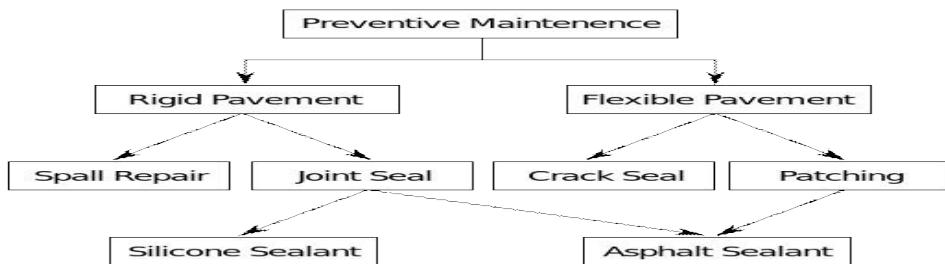 Preventive Maintenence
Rigid Pavement
Flexible Pavement
Spall Repair
Joint Seal
Crack Seal
Patching
Silicone Sealant
Asphalt Sealant